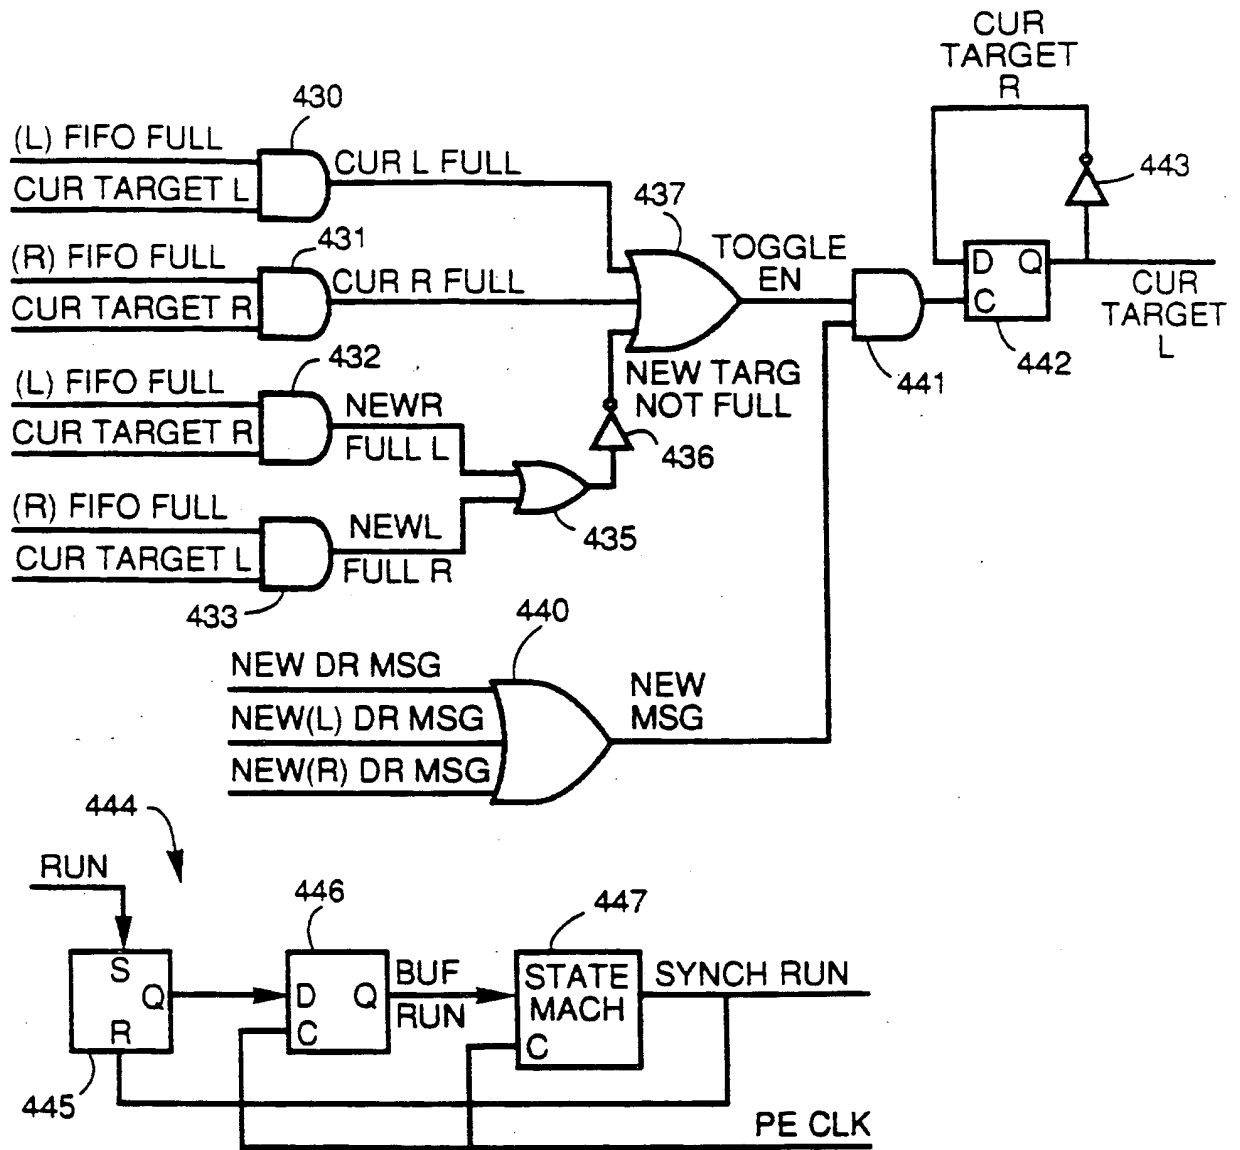 CUR
TARGET
R
430
(L) FIFO FULL
CUR TARGET L
CUR L FULL
437
443
431
(R) FIFO FULL
CUR TARGET R
CUR R FULL
TOGGLE
EN
D Q
C
CUR
TARGET
L
441
442
432
(L) FIFO FULL
CUR TARGET R
NEWR
FULL L
NEW TARG
NOT FULL
436
(R) FIFO FULL
CUR TARGET L
NEWL
FULL R
435
433
440
NEW DR MSG
NEW(L) DR MSG
NEW(R) DR MSG
NEW
MSG
444
RUN
446
447
S
Q
R
D Q
C
BUF
RUN
STATE
MACH
C
SYNCH RUN
445
PE CLK